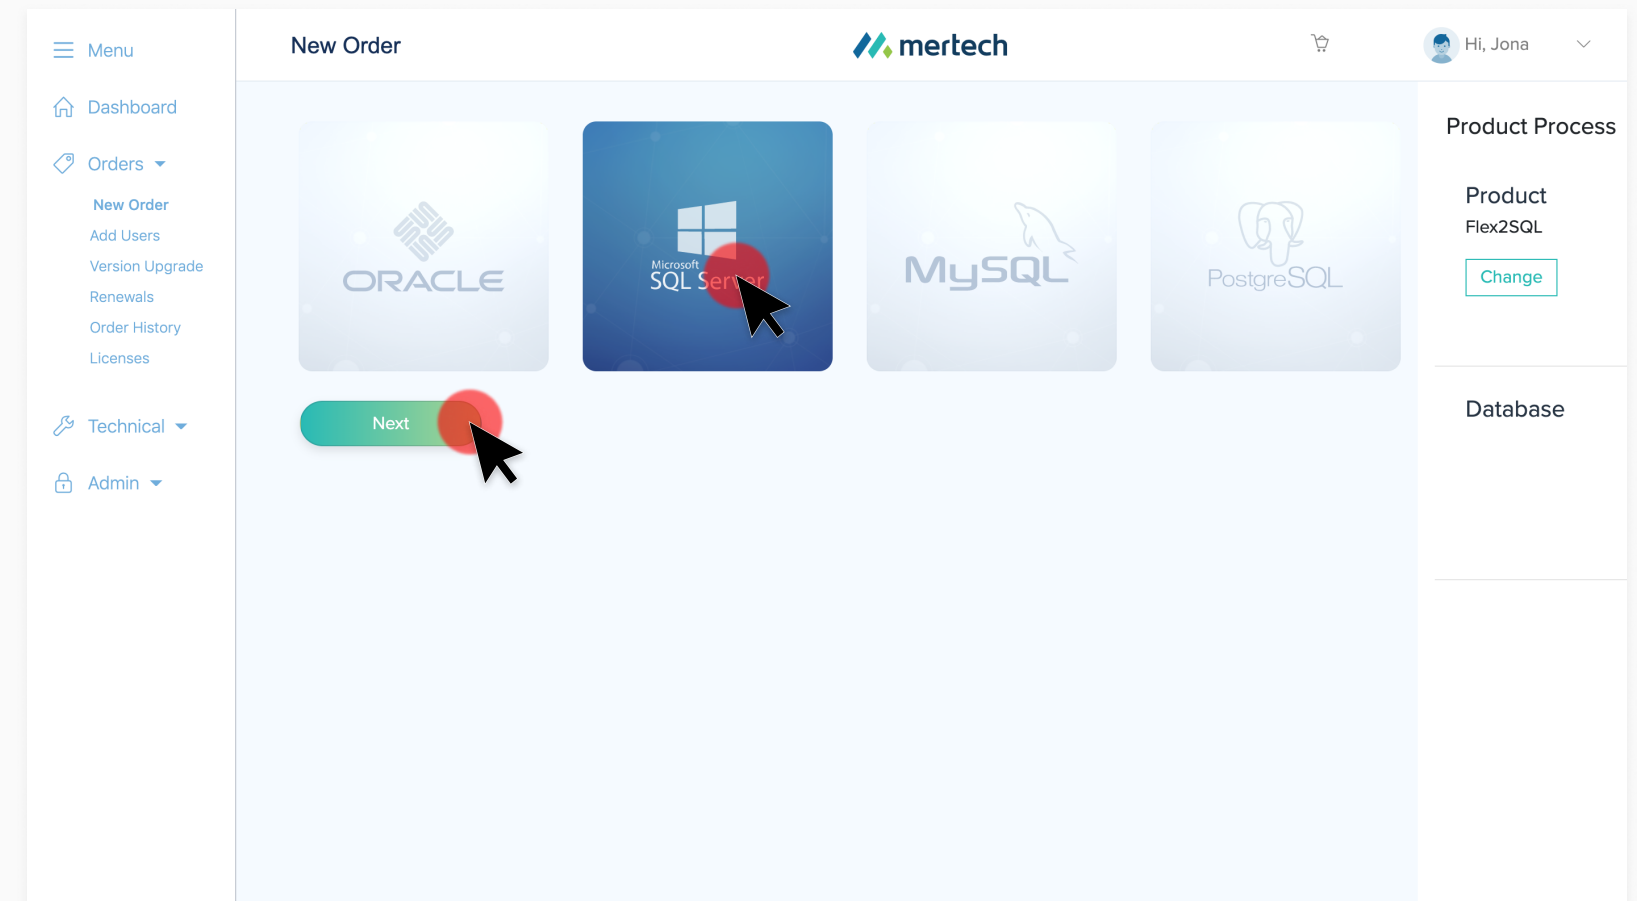 Menu
Dashboard
Orders
New Order
Add Users
Version Upgrade
Renewals
Order History
Licenses
Technical
Admin
New Order
mertech
Hi, Jona
ORACLE
Microsoft
SQL Server
MySQL
PostgreSQL
Next
Product Process
Product
Flex2SQL
Change
Database